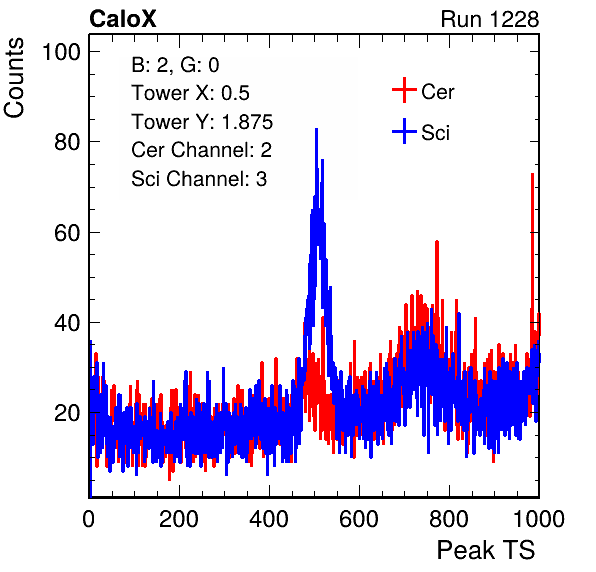 CaloX Run 1228
Counts
100
80
60
40
20
B: 2, G: 0
Tower X: 0.5
Tower Y: 1.875
Cer Channel: 2
Sci Channel: 3
Cer
Sci
0 200 400 600 800 1000
Peak TS